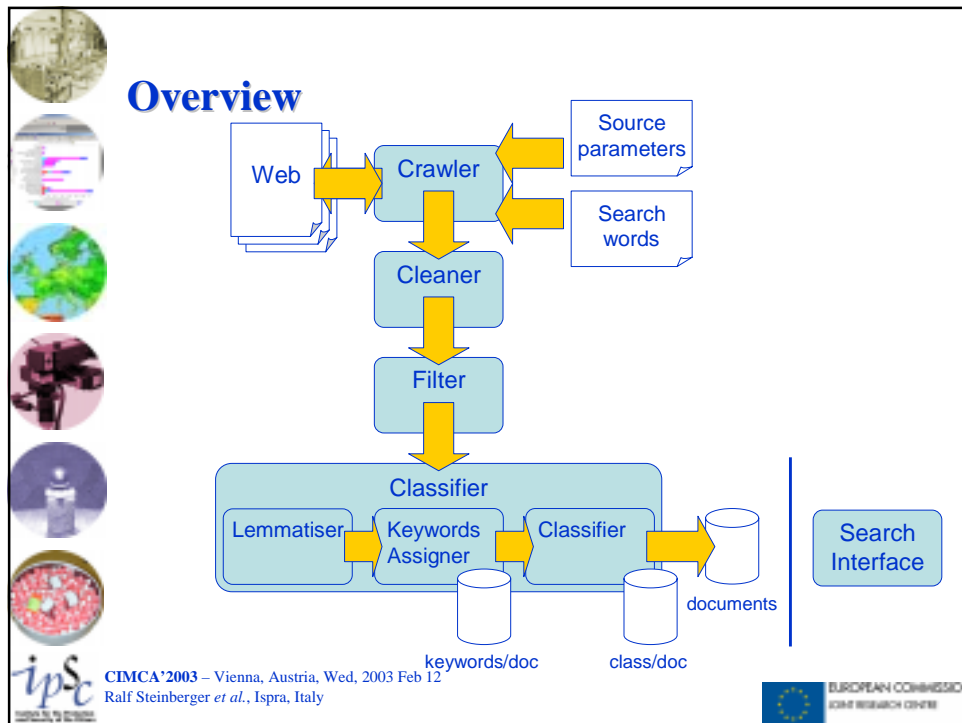 Overview
Web
Crawler
Source
parameters
Search
words
Cleaner
Filter
Classifier
Lemmatiser
Keywords
Assigner
Classifier
documents
Search
Interface
keywords/doc
class/doc
CIMCA'2003 – Vienna, Austria, Wed, 2003 Feb 12
Ralf Steinberger et al., Ispra, Italy
ipsc
EUROPEAN COMMISSIO
JOINT RESEARCH CENTRE